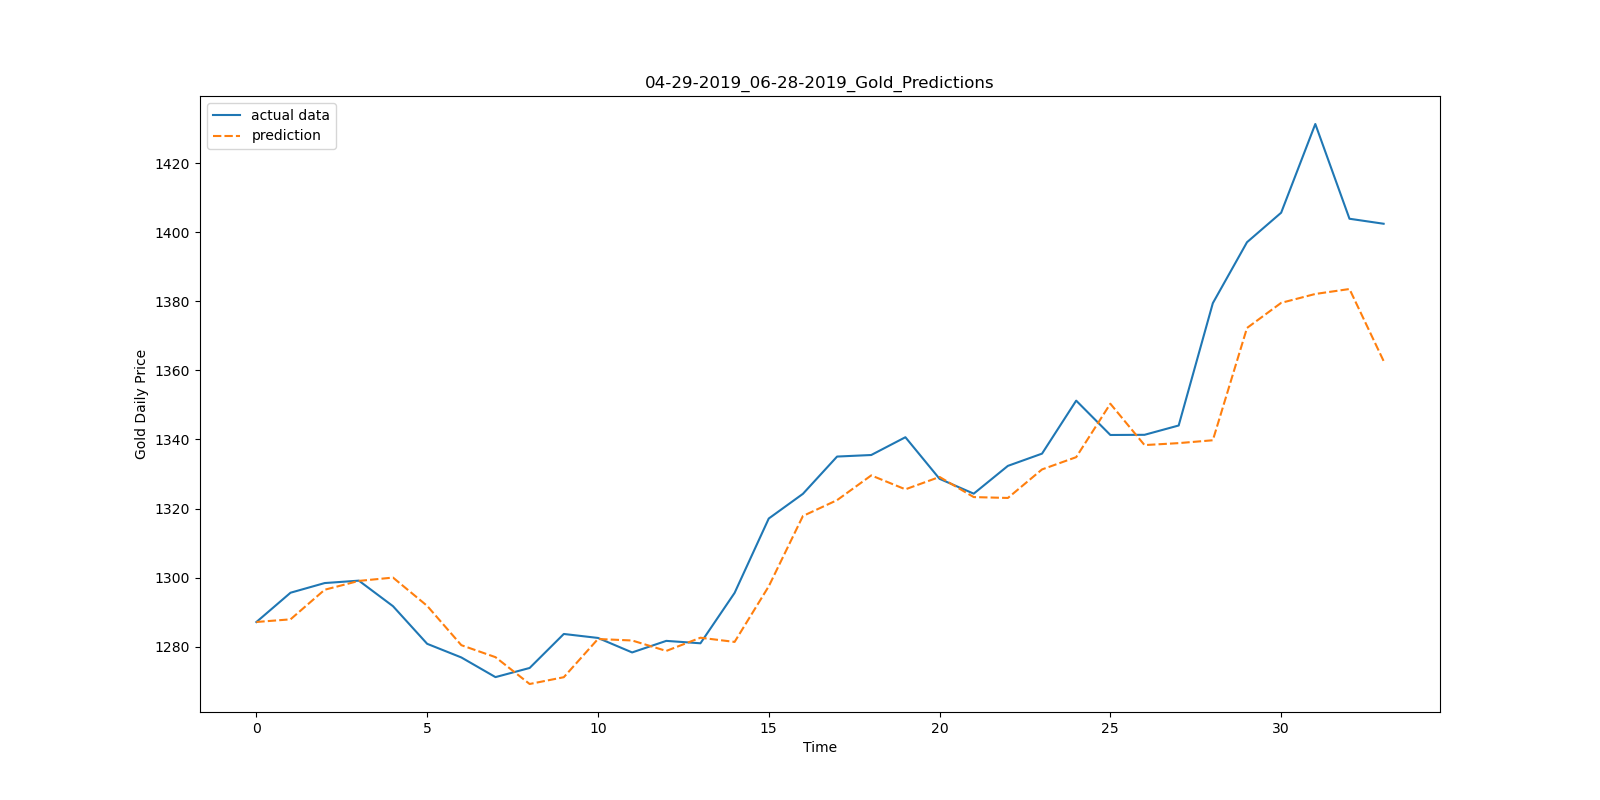 04-29-2019_06-28-2019_Gold_Predictions
actual data
prediction
1420
1400
1380
1360
1340
1320
1300
1280
Gold Daily Price
0 5 10 15 20 25 30
Time